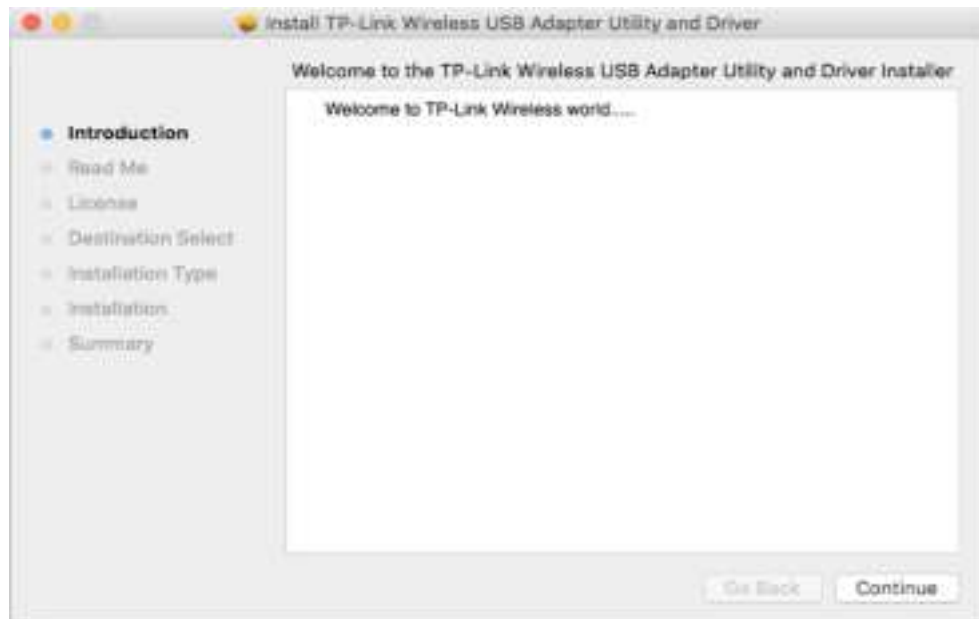 Install TP-Link Wireless USB Adapter Utility and Driver
Welcome to the TP-Link Wireless USB Adapter Utility and Driver Installer
Welcome to TP-Link Wireless world.....
Introduction
Read Me
License
Destination Select
Installation Type
Installation
Summary
Go Back
Continue